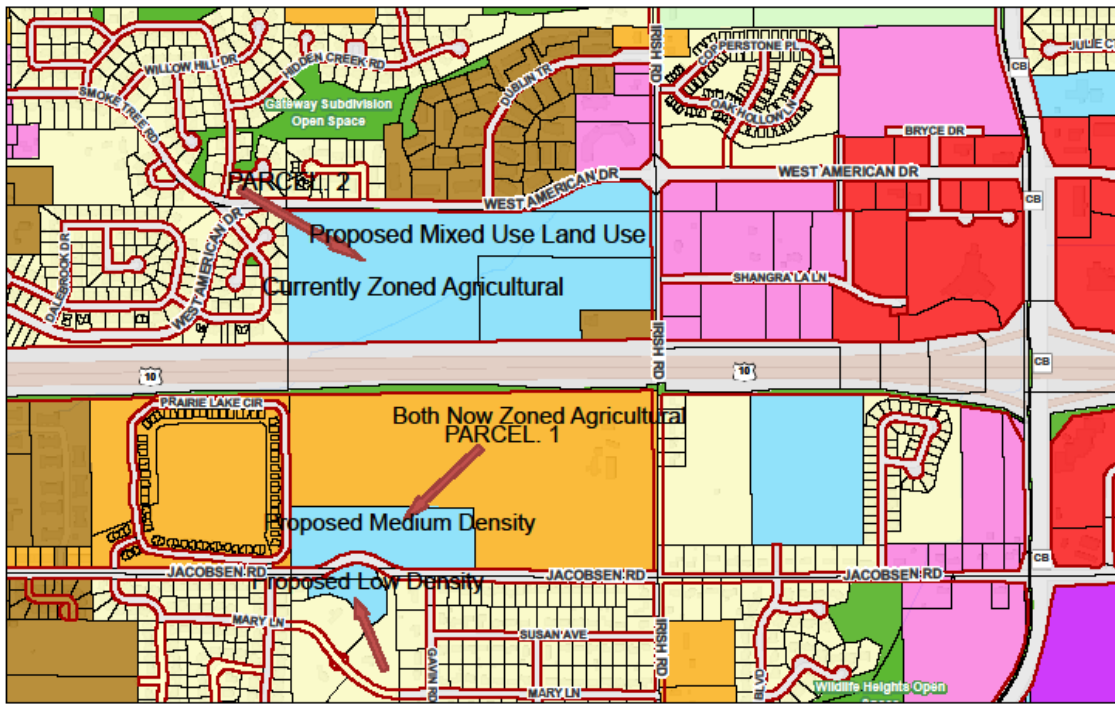 IRISH RD
COPPERSTONE PL
JULIE C
CB
WILLOW HILL DR
HIDDEN CREEK RD
SMOKE TREE RD
DUBLIN TR
OAK HOLLOW LN
Gateway Subdivision
Open Space
BRYCE DR
PARCEL. 2
WEST AMERICAN DR
WEST AMERICAN DR
CB
Proposed Mixed Use Land Use
DALEBROOK DR
WEST AMERICAN DR
Currently Zoned Agricultural
SHANGRA LA LN
IRISH RD
CB
10
10
PRAIRIE LAKE CIR
Both Now Zoned Agricultural
PARCEL. 1
Proposed Medium Density
CB
JACOBSEN RD
JACOBSEN RD
JACOBSEN RD
Proposed Low Density
MARY LN
SUSAN AVE
GAVIN RD
IRISH RD
BLVD
MARY LN
Wildlife Heights Open